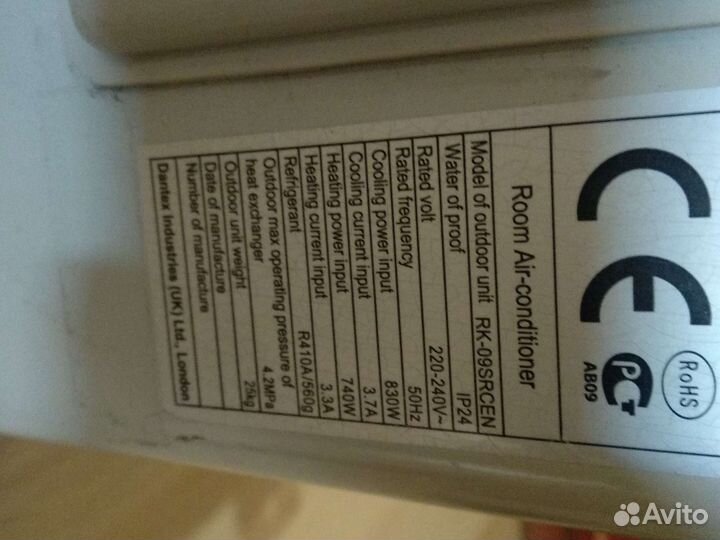 CE
RoHS
PCT
AB09
Room Air-conditioner
Model of outdoor unit RK-09SRCEN
Water of proof IP24
Rated volt 220-240V~
Rated frequency 50Hz
Cooling power input 830W
Cooling current input 3.7A
Heating power input 740W
Heating current input 3.3A
Refrigerant R410A/560g
Outdoor max operating pressure of
heat exchanger 4.2MPa
Outdoor unit weight 25kg
Date of manufacture
Number of manufacture
Dantex Industries (UK) Ltd., London
Avito